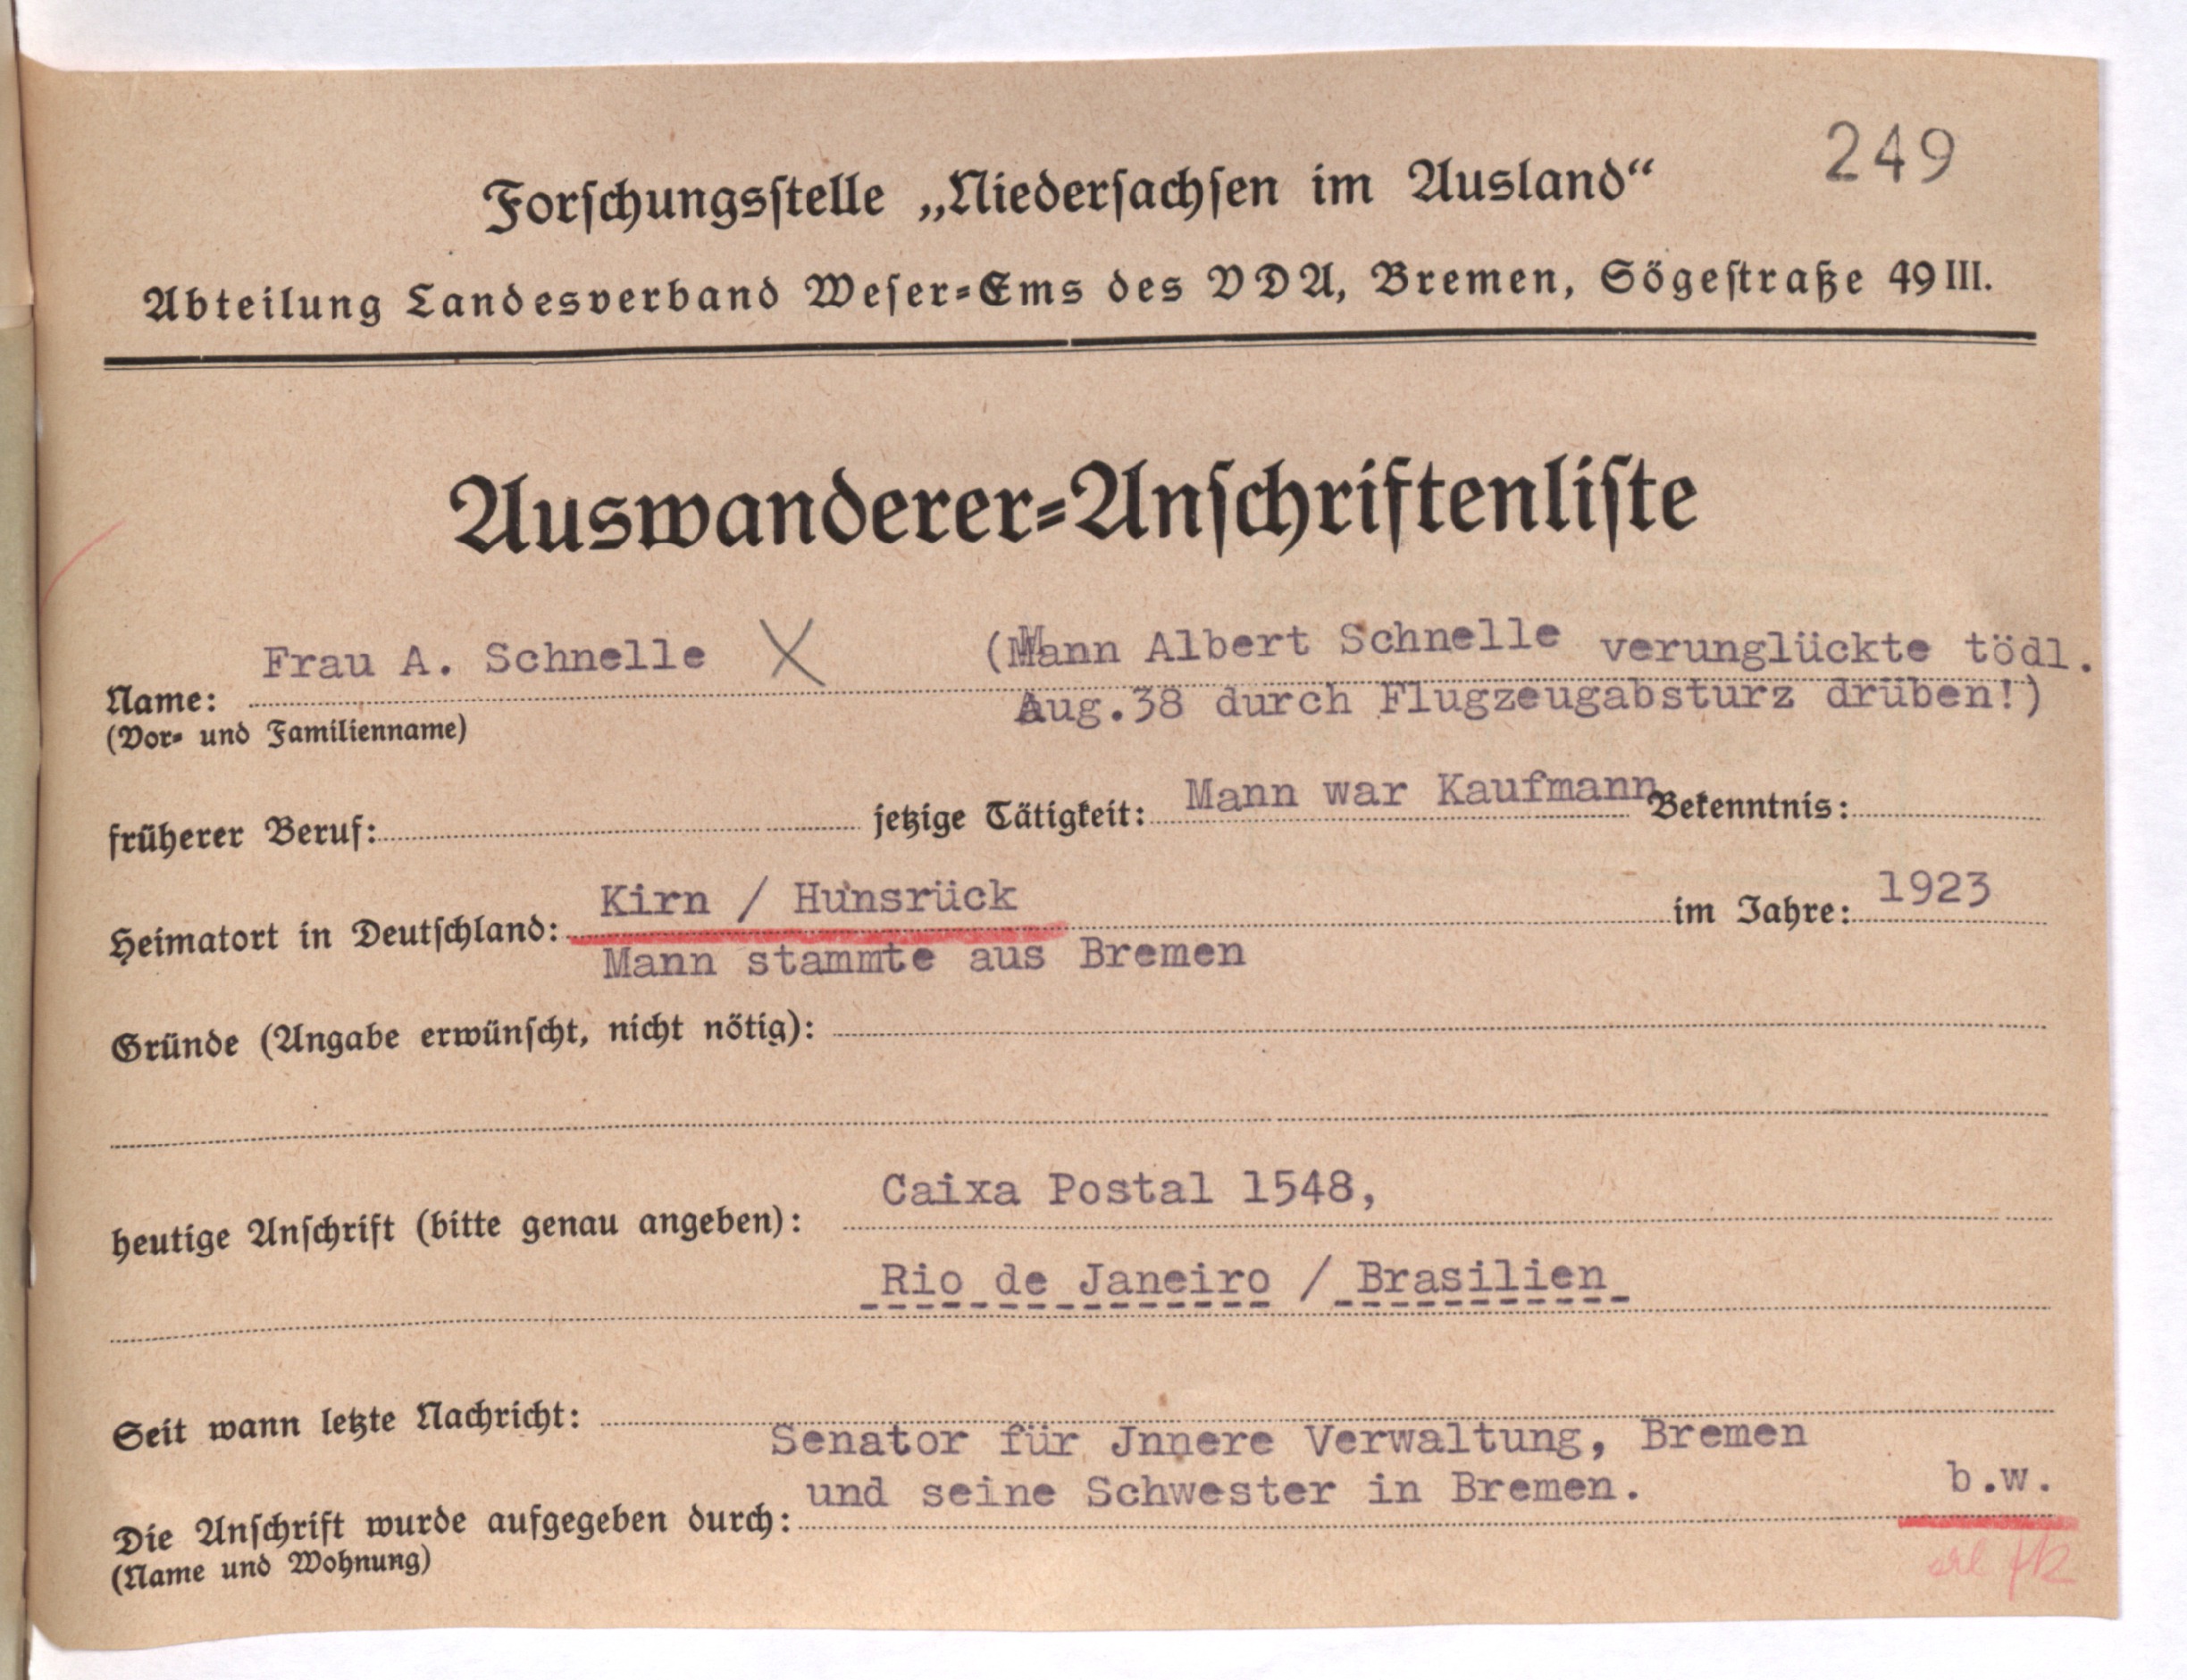 249
Forschungsstelle „Niedersachsen im Ausland“
Abteilung Landesverband Weser-Ems des VDA, Bremen, Sögestraße 49 III.
Auswanderer-Anschriftenliste
Name: Frau A. Schnelle X (Mann Albert Schnelle verunglückte tödl.
(Vor- und Familienname) Aug.38 durch Flugzeugabsturz drüben!)
früherer Beruf: jetzige Tätigkeit: Mann war Kaufmann Bekenntnis:
Heimatort in Deutschland: Kirn / Hunsrück im Jahre: 1923
Mann stammte aus Bremen
Gründe (Angabe erwünscht, nicht nötig):
heutige Anschrift (bitte genau angeben): Caixa Postal 1548,
Rio de Janeiro / Brasilien
Seit wann letzte Nachricht:
Senator für Jnnere Verwaltung, Bremen
Die Anschrift wurde aufgegeben durch: und seine Schwester in Bremen. b.w.
(Name und Wohnung)